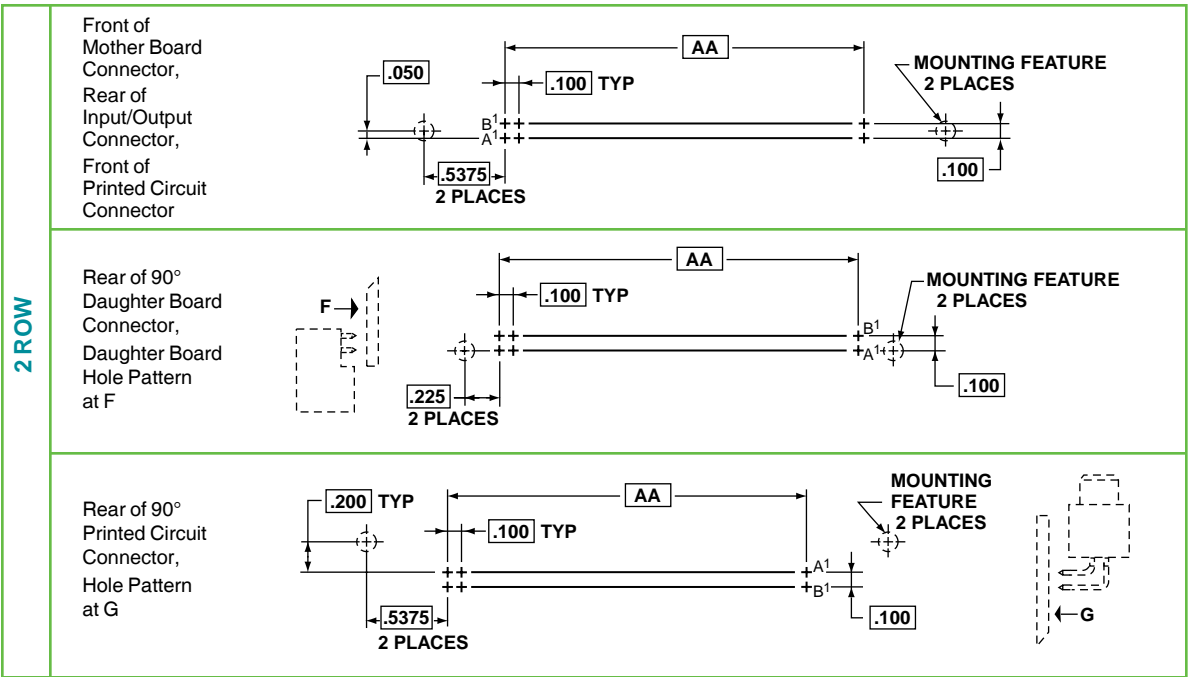 2 ROW
Front of
Mother Board
Connector,
Rear of
Input/Output
Connector,
Front of
Printed Circuit
Connector
.050
AA
.100 TYP
MOUNTING FEATURE
2 PLACES
B1
A1
.5375
2 PLACES
.100
Rear of 90°
Daughter Board
Connector,
Daughter Board
Hole Pattern
at F
F
AA
.100 TYP
MOUNTING FEATURE
2 PLACES
B1
A1
.225
2 PLACES
.100
Rear of 90°
Printed Circuit
Connector,
Hole Pattern
at G
.200 TYP
AA
.100 TYP
MOUNTING
FEATURE
2 PLACES
A1
B1
.5375
2 PLACES
.100
G